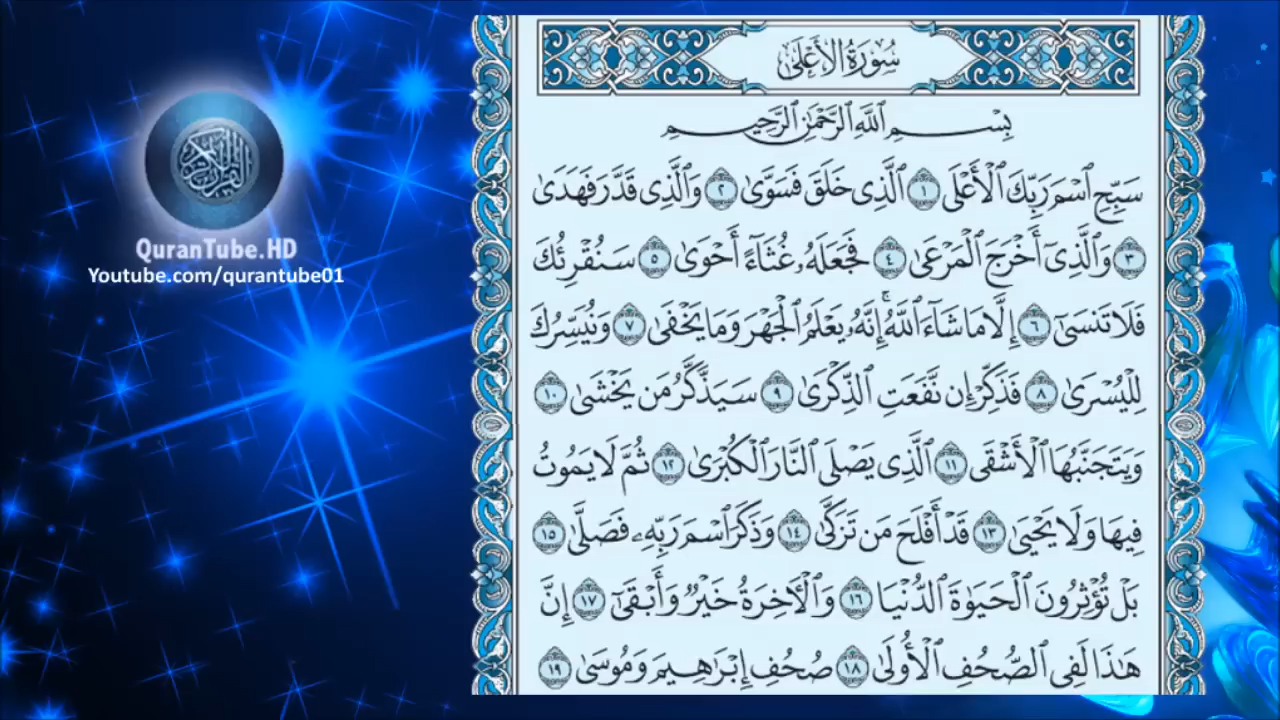 القرآن الكريم
QuranTube.HD
Youtube.com/qurantube01
سُورَةُ الأَعْلَى
بِسْمِ ٱللَّهِ ٱلرَّحْمَٰنِ ٱلرَّحِيمِ
سَبِّحِ ٱسْمَ رَبِّكَ ٱلْأَعْلَى ١ ٱلَّذِى خَلَقَ فَسَوَّىٰ ٢ وَٱلَّذِى قَدَّرَ فَهَدَىٰ
٣ وَٱلَّذِىٓ أَخْرَجَ ٱلْمَرْعَىٰ ٤ فَجَعَلَهُۥ غُثَآءً أَحْوَىٰ ٥ سَنُقْرِئُكَ
فَلَا تَنسَىٰٓ ٦ إِلَّا مَا شَآءَ ٱللَّهُ ۚ إِنَّهُۥ يَعْلَمُ ٱلْجَهْرَ وَمَا يَخْفَىٰ ٧ وَنُيَسِّرُكَ
لِلْيُسْرَىٰ ٨ فَذَكِّرْ إِن نَّفَعَتِ ٱلذِّكْرَىٰ ٩ سَيَذَّكَّرُ مَن يَخْشَىٰ ١٠
وَيَتَجَنَّبُهَا ٱلْأَشْقَى ١١ ٱلَّذِى يَصْلَى ٱلنَّارَ ٱلْكُبْرَىٰ ١٢ ثُمَّ لَا يَمُوتُ
فِيهَا وَلَا يَحْيَىٰ ١٣ قَدْ أَفْلَحَ مَن تَزَكَّىٰ ١٤ وَذَكَرَ ٱسْمَ رَبِّهِۦ فَصَلَّىٰ ١٥
بَلْ تُؤْثِرُونَ ٱلْحَيَوٰةَ ٱلدُّنْيَا ١٦ وَٱلْءَاخِرَةُ خَيْرٌ وَأَبْقَىٰٓ ١٧ إِنَّ
هَٰذَا لَفِى ٱلصُّحُفِ ٱلْأُولَىٰ ١٨ صُحُفِ إِبْرَٰهِيمَ وَمُوسَىٰ ١٩